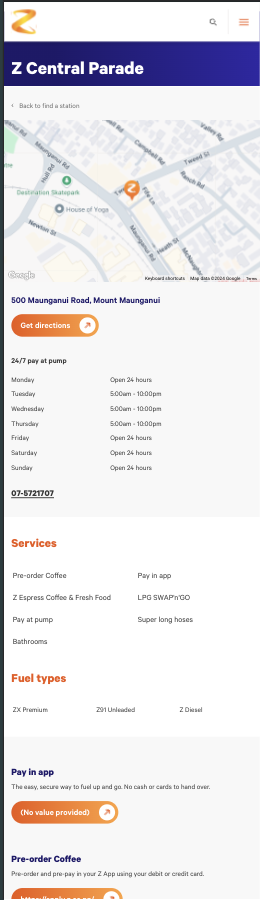 Z Central Parade
‹ Back to find a station
Valley Rd
Campbell Rd
Tweed St
Maunganui Rd
Hull Rd
Ranch Rd
Destination Skatepark
House of Yoga
Fife Ln
Newton St
Maunganui Rd
Heath St
Google
Keyboard shortcuts Map data ©2024 Google Terms
500 Maunganui Road, Mount Maunganui
Get directions
24/7 pay at pump
Monday Open 24 hours
Tuesday 5:00am - 10:00pm
Wednesday 5:00am - 10:00pm
Thursday 5:00am - 10:00pm
Friday Open 24 hours
Saturday Open 24 hours
Sunday Open 24 hours
07-5721707
Services
Pre-order Coffee Pay in app
Z Express Coffee & Fresh Food LPG SWAP'n'GO
Pay at pump Super long hoses
Bathrooms
Fuel types
ZX Premium Z91 Unleaded Z Diesel
Pay in app
The easy, secure way to fuel up and go. No cash or cards to hand over.
(No value provided)
Pre-order Coffee
Pre-order and pre-pay in your Z App using your debit or credit card.